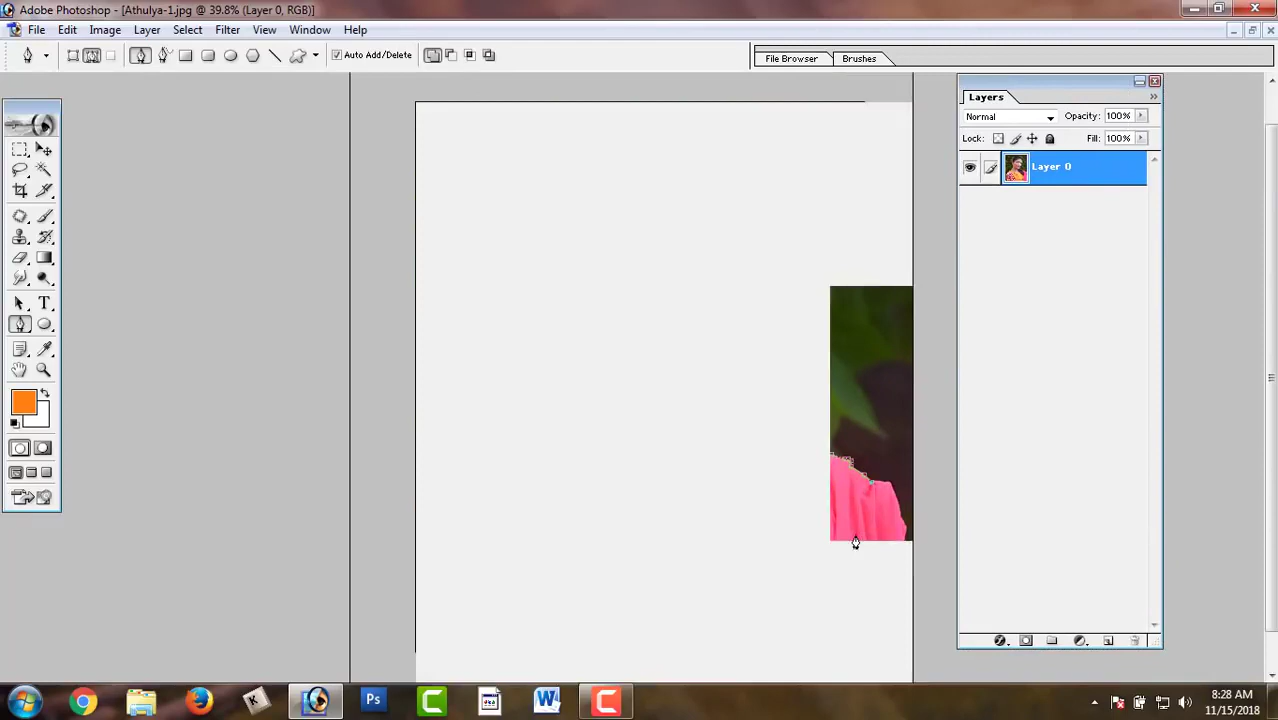 Adobe Photoshop - [Athulya-1.jpg @ 39.8% (Layer 0, RGB)]
File Edit Image Layer Select Filter View Window Help
Auto Add/Delete
File Browser Brushes
Layers
Normal Opacity: 100%
Lock: Fill: 100%
Layer 0
T
K Ps C W C
8:28 AM
11/15/2018